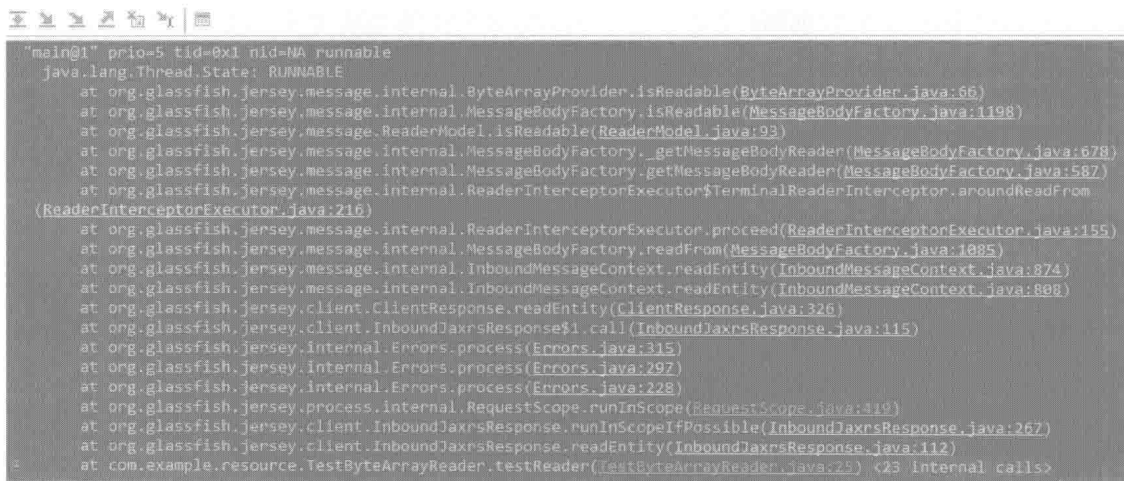 "main@1" prio=5 tid=0x1 nid=NA runnable
java.lang.Thread.State: RUNNABLE
at org.glassfish.jersey.message.internal.ByteArrayProvider.isReadable(ByteArrayProvider.java:66)
at org.glassfish.jersey.message.internal.MessageBodyFactory.isReadable(MessageBodyFactory.java:1198)
at org.glassfish.jersey.message.ReaderModel.isReadable(ReaderModel.java:93)
at org.glassfish.jersey.message.internal.MessageBodyFactory._getMessageBodyReader(MessageBodyFactory.java:678)
at org.glassfish.jersey.message.internal.MessageBodyFactory.getMessageBodyReader(MessageBodyFactory.java:587)
at org.glassfish.jersey.message.internal.ReaderInterceptorExecutor$TerminalReaderInterceptor.aroundReadFrom
(ReaderInterceptorExecutor.java:216)
at org.glassfish.jersey.message.internal.ReaderInterceptorExecutor.proceed(ReaderInterceptorExecutor.java:155)
at org.glassfish.jersey.message.internal.MessageBodyFactory.readFrom(MessageBodyFactory.java:1085)
at org.glassfish.jersey.message.internal.InboundMessageContext.readEntity(InboundMessageContext.java:874)
at org.glassfish.jersey.message.internal.InboundMessageContext.readEntity(InboundMessageContext.java:808)
at org.glassfish.jersey.client.ClientResponse.readEntity(ClientResponse.java:326)
at org.glassfish.jersey.client.InboundJaxrsResponse$1.call(InboundJaxrsResponse.java:115)
at org.glassfish.jersey.internal.Errors.process(Errors.java:315)
at org.glassfish.jersey.internal.Errors.process(Errors.java:297)
at org.glassfish.jersey.internal.Errors.process(Errors.java:228)
at org.glassfish.jersey.process.internal.RequestScope.runInScope(RequestScope.java:419)
at org.glassfish.jersey.client.InboundJaxrsResponse.runInScopeIfPossible(InboundJaxrsResponse.java:267)
at org.glassfish.jersey.client.InboundJaxrsResponse.readEntity(InboundJaxrsResponse.java:112)
at com.example.resource.TestByteArrayReader.testReader(TestByteArrayReader.java:25) <23 internal calls>